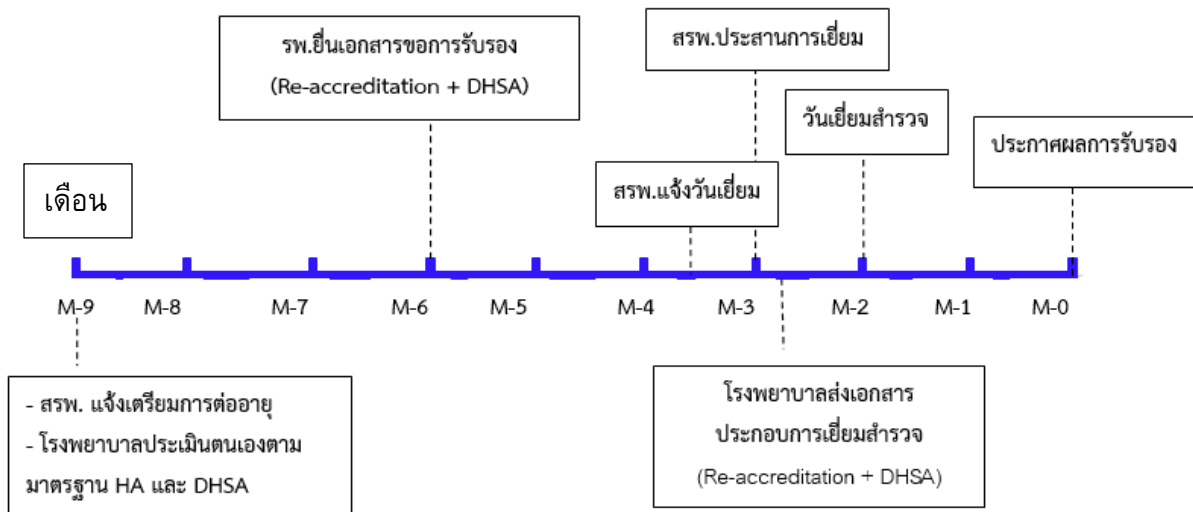 รพ.ยื่นเอกสารขอการรับรอง
(Re-accreditation + DHSA)
สรพ.ประสานการเยี่ยม
วันเยี่ยมสำรวจ
ประกาศผลการรับรอง
เดือน
สรพ.แจ้งวันเยี่ยม
M-9 M-8 M-7 M-6 M-5 M-4 M-3 M-2 M-1 M-0
- สรพ. แจ้งเตรียมการต่ออายุ
- โรงพยาบาลประเมินตนเองตาม
มาตรฐาน HA และ DHSA
โรงพยาบาลส่งเอกสาร
ประกอบการเยี่ยมสำรวจ
(Re-accreditation + DHSA)